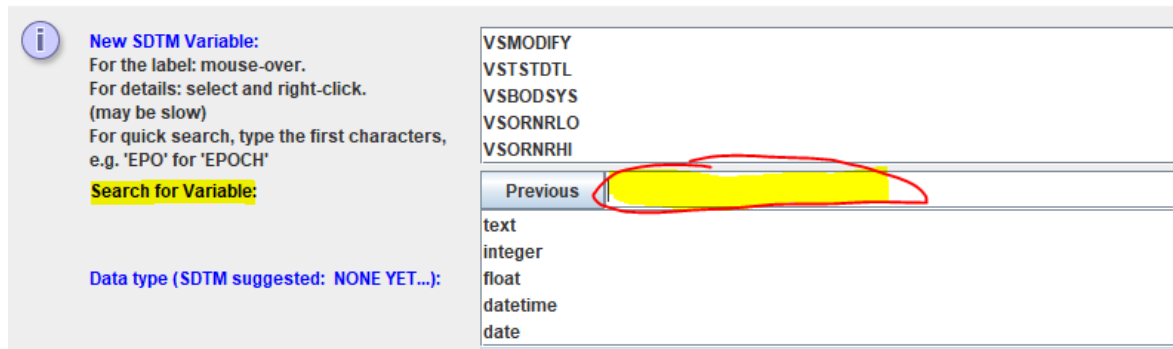 New SDTM Variable:
For the label: mouse-over.
For details: select and right-click.
(may be slow)
For quick search, type the first characters,
e.g. 'EPO' for 'EPOCH'
VSMODIFY
VSTSTDTL
VSBODSYS
VSORNRLO
VSORNRHI
Search for Variable:
Previous
Data type (SDTM suggested: NONE YET...):
text
integer
float
datetime
date